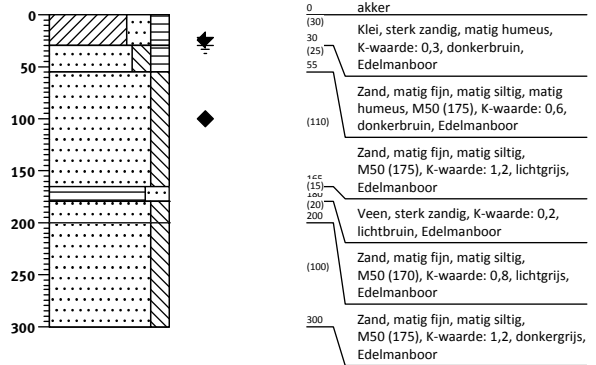 0
50
100
150
200
250
300
0
akker
(30)
Klei, sterk zandig, matig humeus,
K-waarde: 0,3, donkerbruin,
Edelmanboor
30
(25)
55
Zand, matig fijn, matig siltig, matig
humeus, M50 (175), K-waarde: 0,6,
donkerbruin, Edelmanboor
(110)
Zand, matig fijn, matig siltig,
M50 (175), K-waarde: 1,2, lichtgrijs,
Edelmanboor
165
(15)
180
Veen, sterk zandig, K-waarde: 0,2,
lichtbruin, Edelmanboor
(20)
200
Zand, matig fijn, matig siltig,
M50 (170), K-waarde: 0,8, lichtgrijs,
Edelmanboor
(100)
300
Zand, matig fijn, matig siltig,
M50 (175), K-waarde: 1,2, donkergrijs,
Edelmanboor